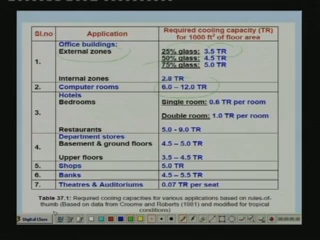 Sl.no Application Required cooling capacity (TR)
for 1000 ft² of floor area
1. Office buildings:
External zones 25% glass: 3.5 TR
50% glass: 4.5 TR
75% glass: 5.0 TR
Internal zones 2.8 TR
2. Computer rooms 6.0 – 12.0 TR
3. Hotels
Bedrooms Single room: 0.6 TR per room
Double room: 1.0 TR per room
Restaurants 5.0 - 9.0 TR
4. Department stores
Basement & ground floors 4.5 – 5.0 TR
Upper floors 3.5 – 4.5 TR
5. Shops 5.0 TR
6. Banks 4.5 – 5.5 TR
7. Theatres & Auditoriums 0.07 TR per seat
Table 37.1: Required cooling capacities for various applications based on rules-of-
thumb (Based on data from Croome and Roberts (1981) and modified for tropical
conditions)